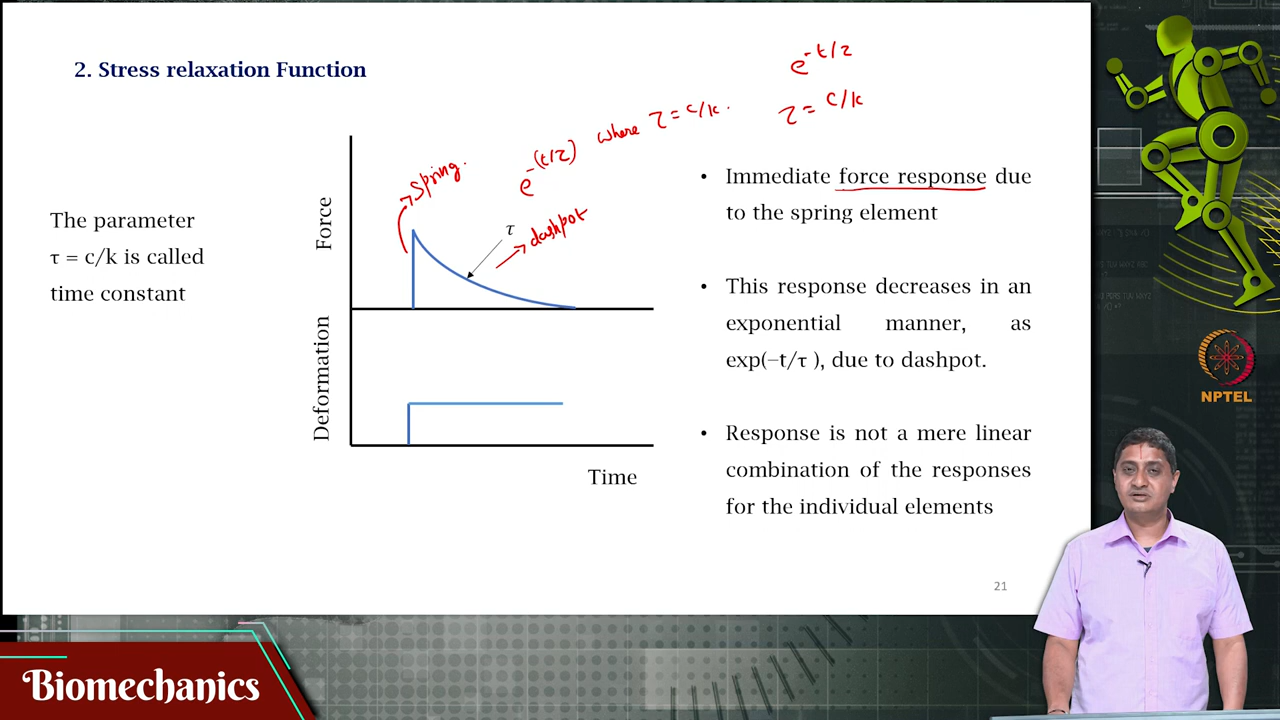 2. Stress relaxation Function
e^-t/τ
τ = c/k
e^-(t/τ) where τ = c/k.
Spring.
τ
dashpot
The parameter
τ = c/k is called
time constant
Force
Deformation
Time
• Immediate force response due
to the spring element
• This response decreases in an
exponential manner, as
exp(−t/τ ), due to dashpot.
• Response is not a mere linear
combination of the responses
for the individual elements
21
NPTEL
Biomechanics